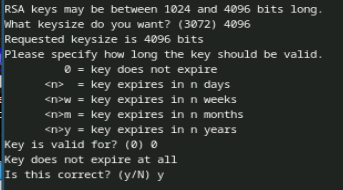 RSA keys may be between 1024 and 4096 bits long.
What keysize do you want? (3072) 4096
Requested keysize is 4096 bits
Please specify how long the key should be valid.
0 = key does not expire
<n>  = key expires in n days
<n>w = key expires in n weeks
<n>m = key expires in n months
<n>y = key expires in n years
Key is valid for? (0) 0
Key does not expire at all
Is this correct? (y/N) y